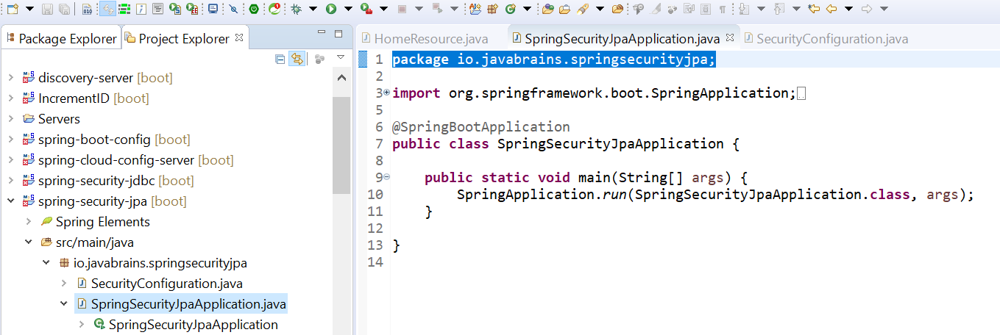 Package Explorer
Project Explorer
discovery-server [boot]
IncrementID [boot]
Servers
spring-boot-config [boot]
spring-cloud-config-server [boot]
spring-security-jdbc [boot]
spring-security-jpa [boot]
Spring Elements
src/main/java
io.javabrains.springsecurityjpa
SecurityConfiguration.java
SpringSecurityJpaApplication.java
SpringSecurityJpaApplication
HomeResource.java
SpringSecurityJpaApplication.java
SecurityConfiguration.java
1 package io.javabrains.springsecurityjpa;
2
3 import org.springframework.boot.SpringApplication;
5
6 @SpringBootApplication
7 public class SpringSecurityJpaApplication {
8
9 public static void main(String[] args) {
10 SpringApplication.run(SpringSecurityJpaApplication.class, args);
11 }
12
13 }
14